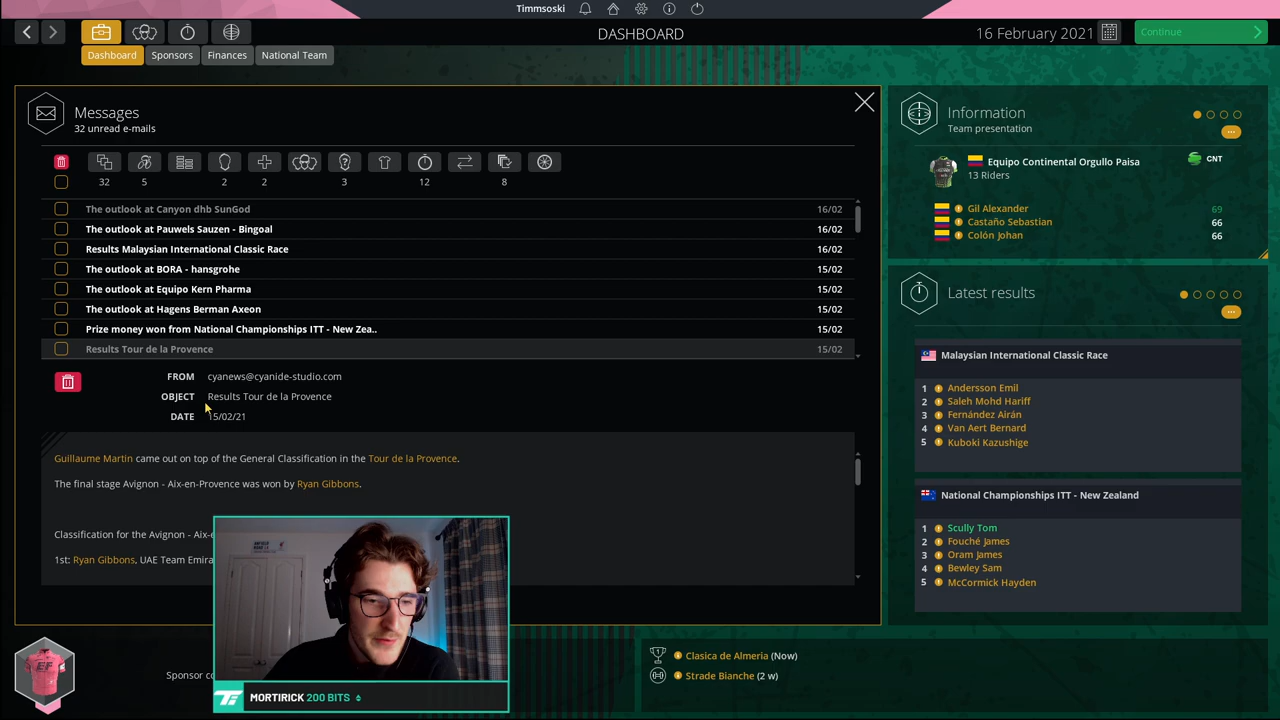 Timmsoski
DASHBOARD
16 February 2021
Continue
Dashboard
Sponsors
Finances
National Team
Messages
32 unread e-mails
32
5
2
2
3
12
8
The outlook at Canyon dhb SunGod 16/02
The outlook at Pauwels Sauzen - Bingoal 16/02
Results Malaysian International Classic Race 16/02
The outlook at BORA - hansgrohe 15/02
The outlook at Equipo Kern Pharma 15/02
The outlook at Hagens Berman Axeon 15/02
Prize money won from National Championships ITT - New Zea.. 15/02
Results Tour de la Provence 15/02
FROM cyanews@cyanide-studio.com
OBJECT Results Tour de la Provence
DATE 15/02/21
Guillaume Martin came out on top of the General Classification in the Tour de la Provence.
The final stage Avignon - Aix-en-Provence was won by Ryan Gibbons.
Classification for the Avignon - Aix-e
1st: Ryan Gibbons, UAE Team Emira
Information
Team presentation
Equipo Continental Orgullo Paisa
13 Riders
CNT
Gil Alexander 69
Castaño Sebastian 66
Colón Johan 66
Latest results
Malaysian International Classic Race
1 Andersson Emil
2 Saleh Mohd Hariff
3 Fernández Airán
4 Van Aert Bernard
5 Kuboki Kazushige
National Championships ITT - New Zealand
1 Scully Tom
2 Fouché James
3 Oram James
4 Bewley Sam
5 McCormick Hayden
EF
Sponsor co
MORTIRICK 200 BITS
Clasica de Almeria (Now)
Strade Bianche (2 w)